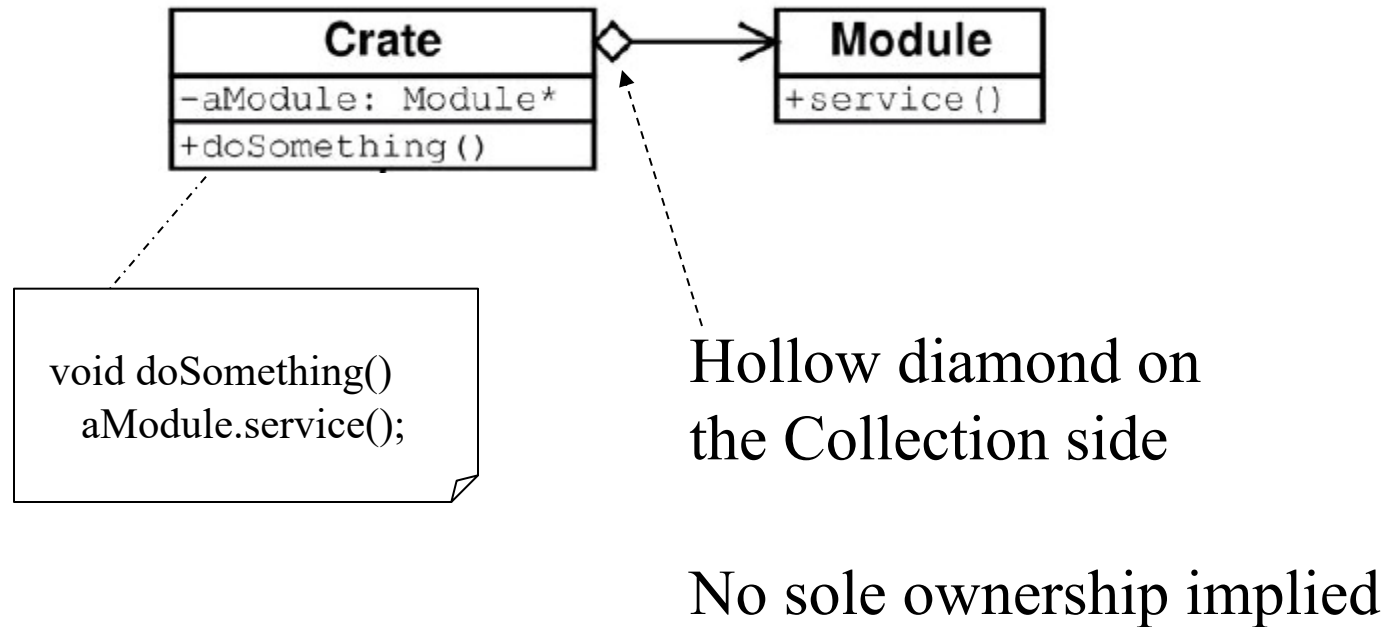 Crate
-aModule: Module*
+doSomething()
Module
+service()
void doSomething()
aModule.service();
Hollow diamond on
the Collection side
No sole ownership implied